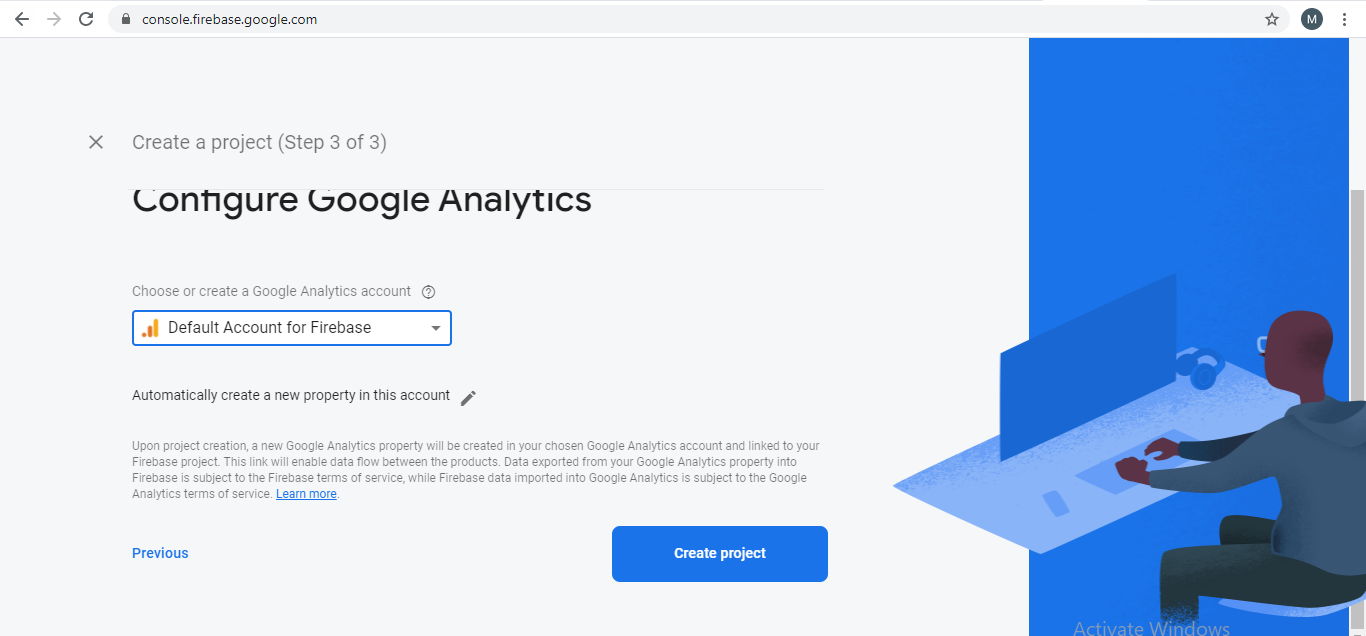 console.firebase.google.com
M
Create a project (Step 3 of 3)
Configure Google Analytics
Choose or create a Google Analytics account
Default Account for Firebase
Automatically create a new property in this account
Upon project creation, a new Google Analytics property will be created in your chosen Google Analytics account and linked to your
Firebase project. This link will enable data flow between the products. Data exported from your Google Analytics property into
Firebase is subject to the Firebase terms of service, while Firebase data imported into Google Analytics is subject to the Google
Analytics terms of service. Learn more.
Previous
Create project
Activate Windows